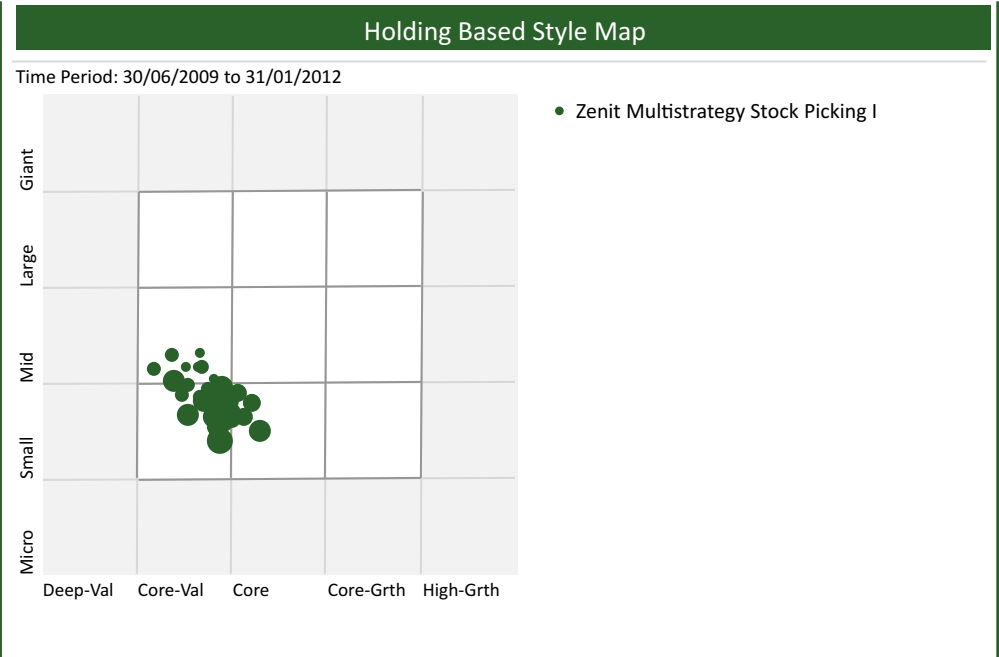 Holding Based Style Map
Time Period: 30/06/2009 to 31/01/2012
Zenit Multistrategy Stock Picking I
Giant
Large
Mid
Small
Micro
Deep-Val
Core-Val
Core
Core-Grth
High-Grth